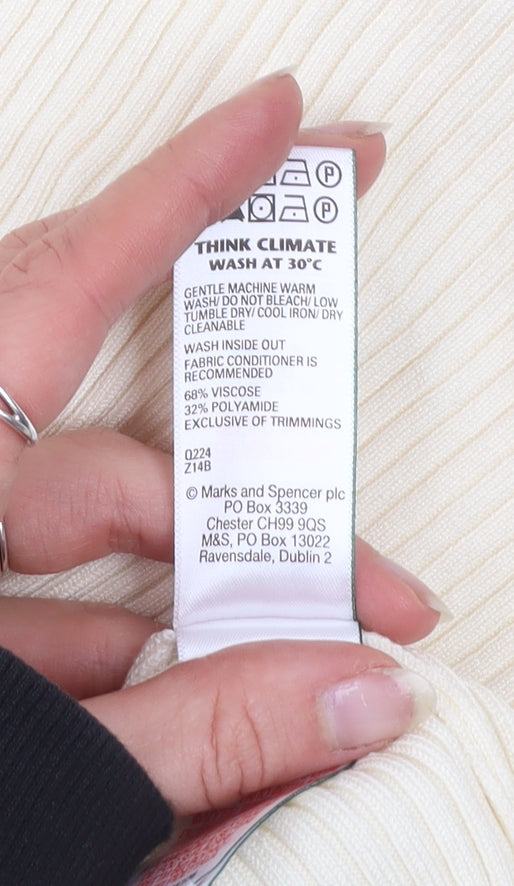 P
P
THINK CLIMATE
WASH AT 30°C
GENTLE MACHINE WARM
WASH/ DO NOT BLEACH/ LOW
TUMBLE DRY/ COOL IRON/ DRY
CLEANABLE
WASH INSIDE OUT
FABRIC CONDITIONER IS
RECOMMENDED
68% VISCOSE
32% POLYAMIDE
EXCLUSIVE OF TRIMMINGS
Q224
Z14B
© Marks and Spencer plc
PO Box 3339
Chester CH99 9QS
M&S, PO Box 13022
Ravensdale, Dublin 2